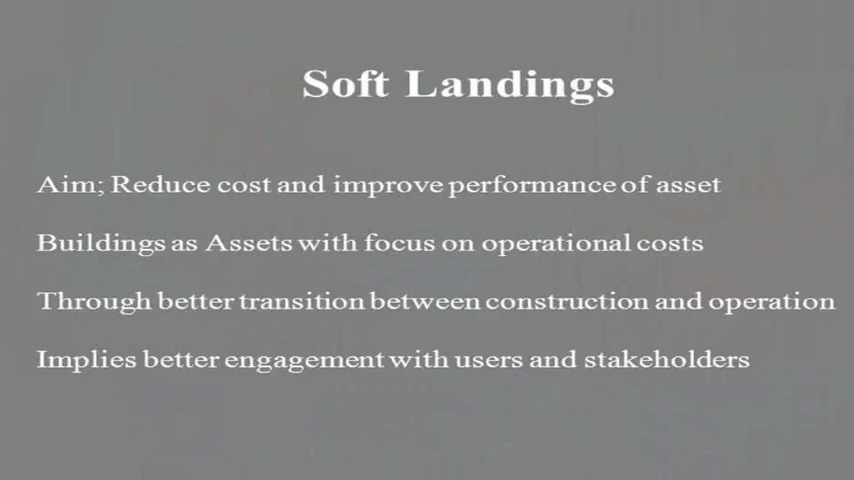 Soft Landings
Aim; Reduce cost and improve performance of asset
Buildings as Assets with focus on operational costs
Through better transition between construction and operation
Implies better engagement with users and stakeholders